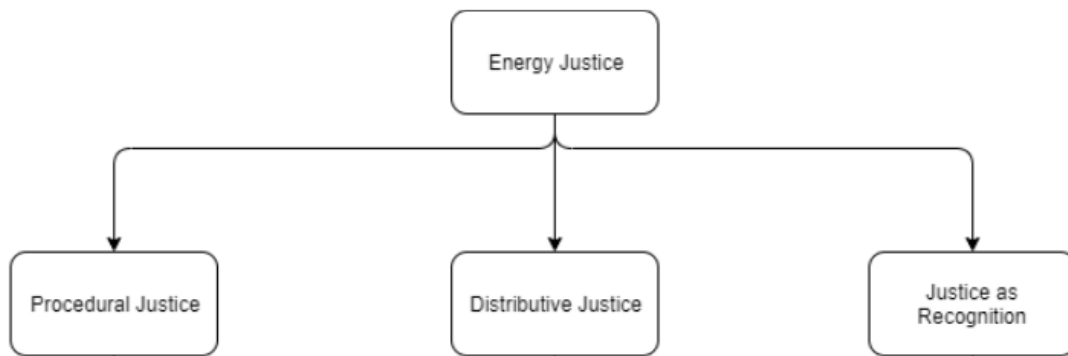 Energy Justice
Procedural Justice
Distributive Justice
Justice as
Recognition